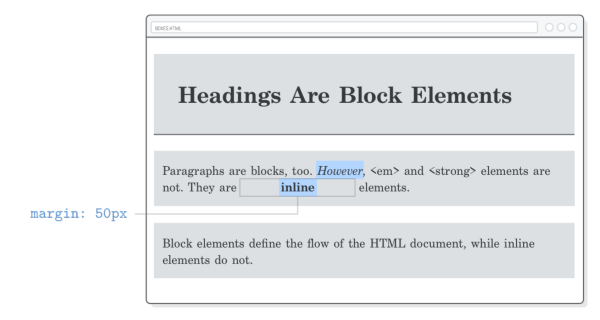 BOXES.HTML
Headings Are Block Elements
Paragraphs are blocks, too. However, <em> and <strong> elements are
not. They are inline elements.
margin: 50px
Block elements define the flow of the HTML document, while inline
elements do not.